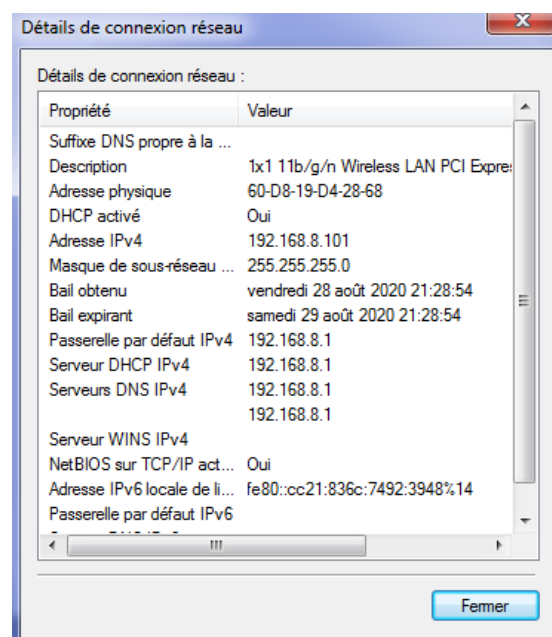 Détails de connexion réseau
Détails de connexion réseau :
Propriété Valeur
Suffixe DNS propre à la ...
Description 1x1 11b/g/n Wireless LAN PCI Expre
Adresse physique 60-D8-19-D4-28-68
DHCP activé Oui
Adresse IPv4 192.168.8.101
Masque de sous-réseau ... 255.255.255.0
Bail obtenu vendredi 28 août 2020 21:28:54
Bail expirant samedi 29 août 2020 21:28:54
Passerelle par défaut IPv4 192.168.8.1
Serveur DHCP IPv4 192.168.8.1
Serveurs DNS IPv4 192.168.8.1
192.168.8.1
Serveur WINS IPv4
NetBIOS sur TCP/IP act... Oui
Adresse IPv6 locale de li... fe80::cc21:836c:7492:3948%14
Passerelle par défaut IPv6
Fermer